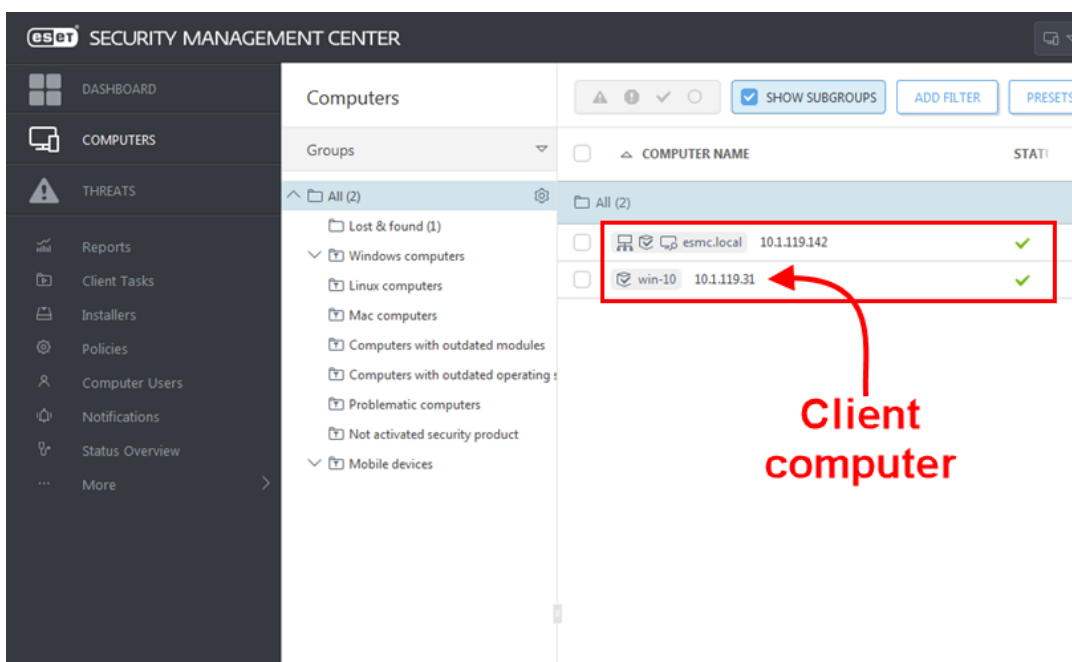 eseT SECURITY MANAGEMENT CENTER
DASHBOARD
COMPUTERS
THREATS
Reports
Client Tasks
Installers
Policies
Computer Users
Notifications
Status Overview
More
Computers
Groups
All (2)
Lost & found (1)
Windows computers
Linux computers
Mac computers
Computers with outdated modules
Computers with outdated operating s
Problematic computers
Not activated security product
Mobile devices
SHOW SUBGROUPS ADD FILTER PRESETS
COMPUTER NAME STAT
All (2)
esmc.local 10.1.119.142
win-10 10.1.119.31
Client
computer